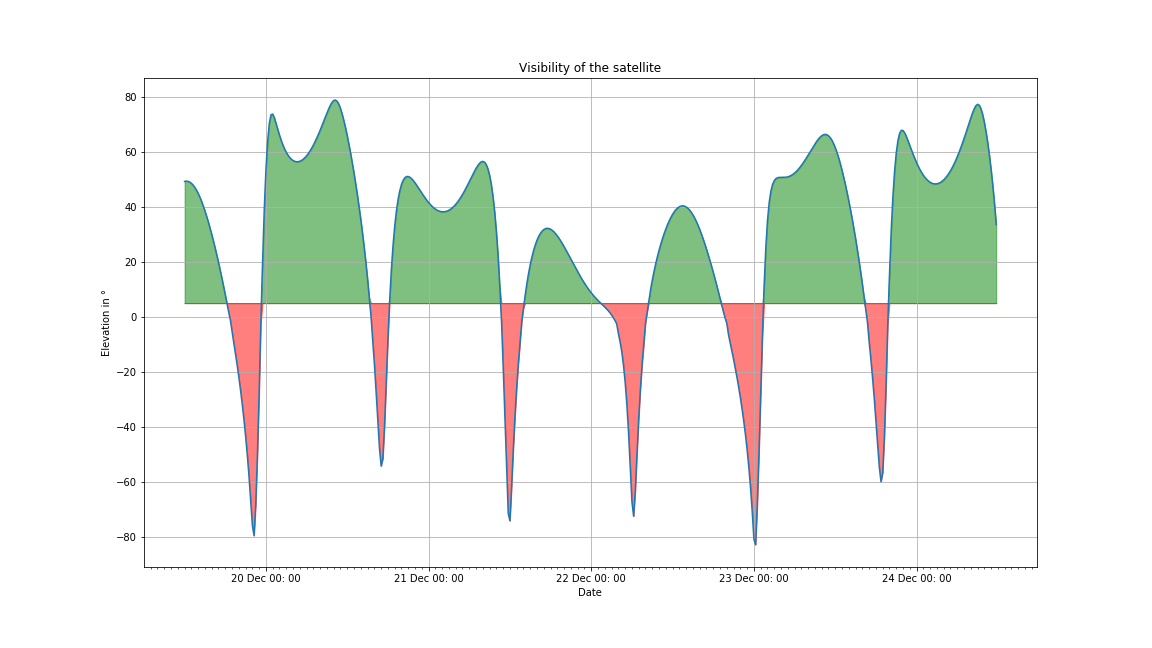 Visibility of the satellite
80
60
40
20
0
−20
−40
−60
−80
Elevation in °
20 Dec 00: 00
21 Dec 00: 00
22 Dec 00: 00
23 Dec 00: 00
24 Dec 00: 00
Date